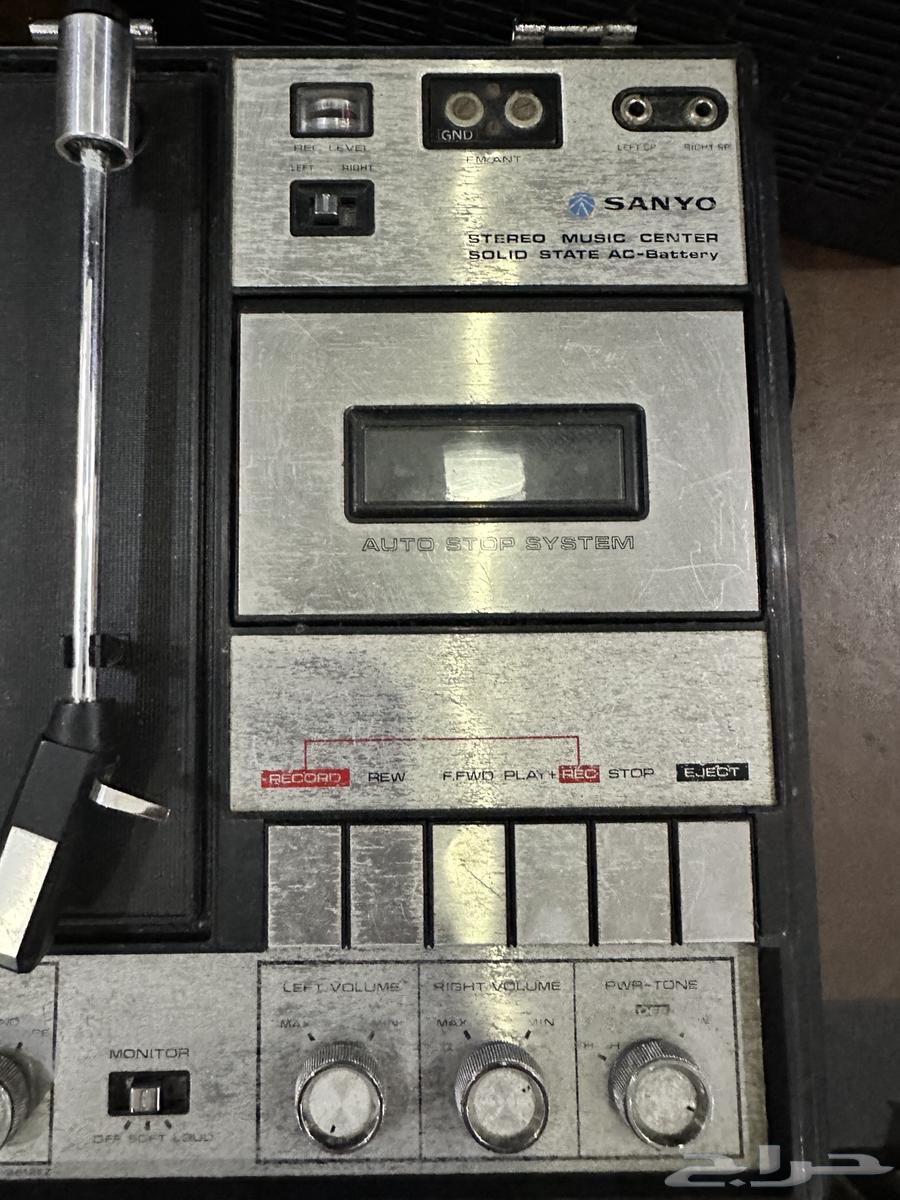 REC. LEVEL
GND
FM ANT
LEFT SP RIGHT SP
LEFT RIGHT
SANYO
STEREO MUSIC CENTER
SOLID STATE AC-Battery
AUTO STOP SYSTEM
RECORD REW F.FWD PLAY+REC STOP EJECT
LEFT VOLUME RIGHT VOLUME PWR-TONE
MAX MIN MAX MIN
MONITOR
OFF SOFT LOUD
حراج